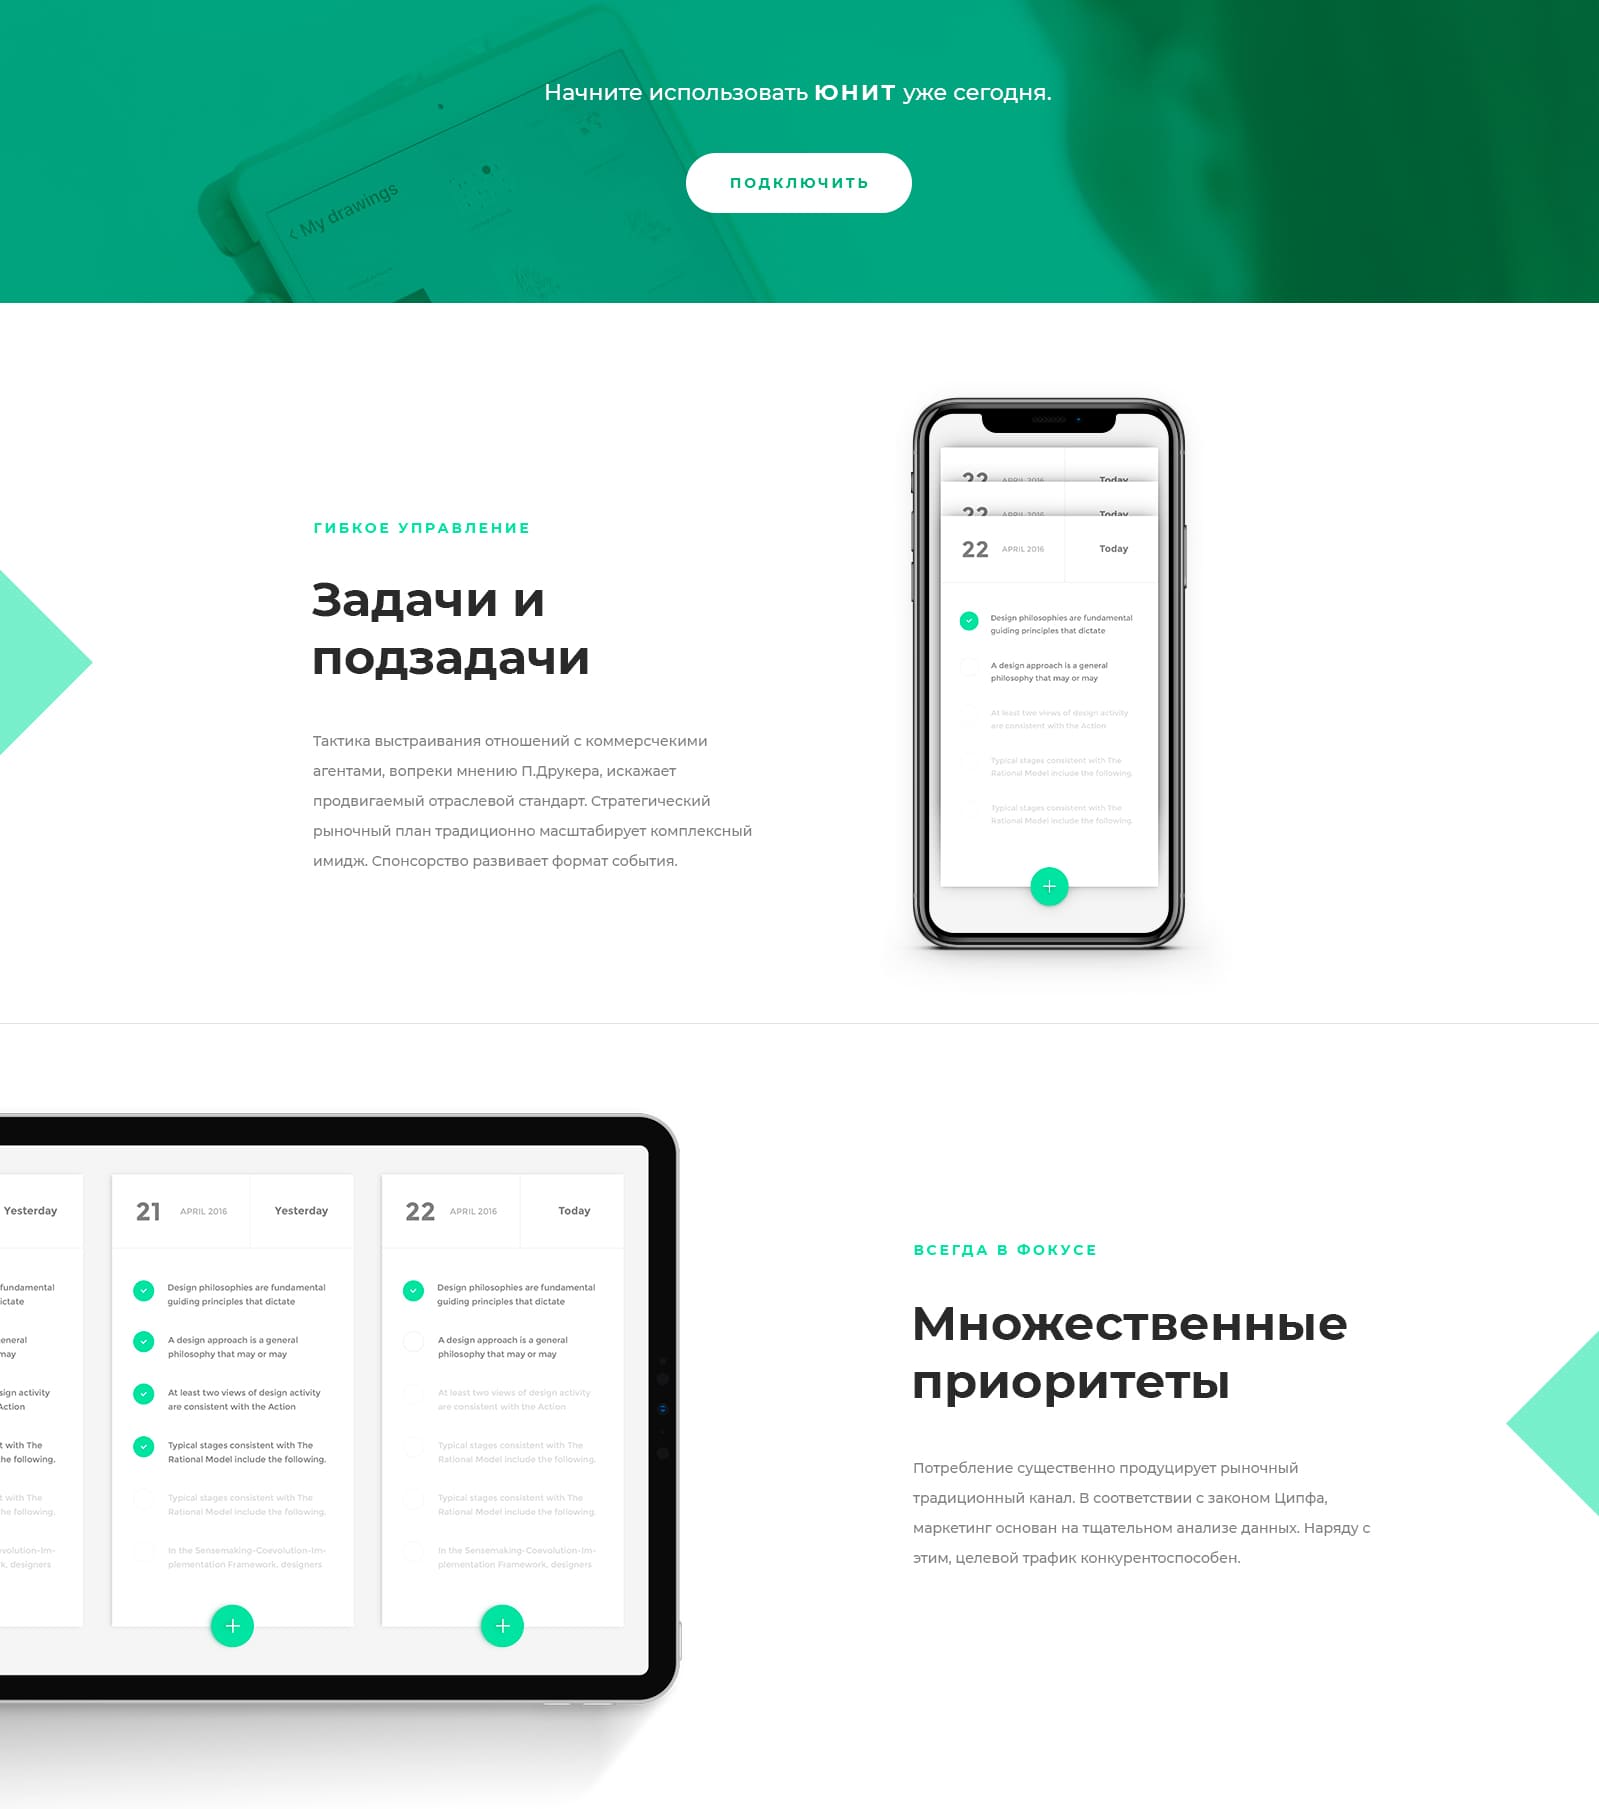 Начните использовать ЮНИТ уже сегодня.
ПОДКЛЮЧИТЬ
< My drawings
ГИБКОЕ УПРАВЛЕНИЕ
Задачи и
подзадачи
Тактика выстраивания отношений с коммерсчекими
агентами, вопреки мнению П.Друкера, искажает
продвигаемый отраслевой стандарт. Стратегический
рыночный план традиционно масштабирует комплексный
имидж. Спонсорство развивает формат события.
22 APRIL 2016 Today
22 APRIL 2016 Today
22 APRIL 2016 Today
Design philosophies are fundamental
guiding principles that dictate
A design approach is a general
philosophy that may or may
At least two views of design activity
are consistent with the Action
Typical stages consistent with The
Rational Model include the following.
Typical stages consistent with The
Rational Model include the following.
Yesterday
fundamental
ictate
eneral
may
sign activity
Action
t with The
he following.
t with The
he following.
volution-Im-
k, designers
21 APRIL 2016 Yesterday
Design philosophies are fundamental
guiding principles that dictate
A design approach is a general
philosophy that may or may
At least two views of design activity
are consistent with the Action
Typical stages consistent with The
Rational Model include the following.
Typical stages consistent with The
Rational Model include the following.
In the Sensemaking-Coevolution-Im-
plementation Framework, designers
22 APRIL 2016 Today
Design philosophies are fundamental
guiding principles that dictate
A design approach is a general
philosophy that may or may
At least two views of design activity
are consistent with the Action
Typical stages consistent with The
Rational Model include the following.
Typical stages consistent with The
Rational Model include the following.
In the Sensemaking-Coevolution-Im-
plementation Framework, designers
ВСЕГДА В ФОКУСЕ
Множественные
приоритеты
Потребление существенно продуцирует рыночный
традиционный канал. В соответствии с законом Ципфа,
маркетинг основан на тщательном анализе данных. Наряду с
этим, целевой трафик конкурентоспособен.